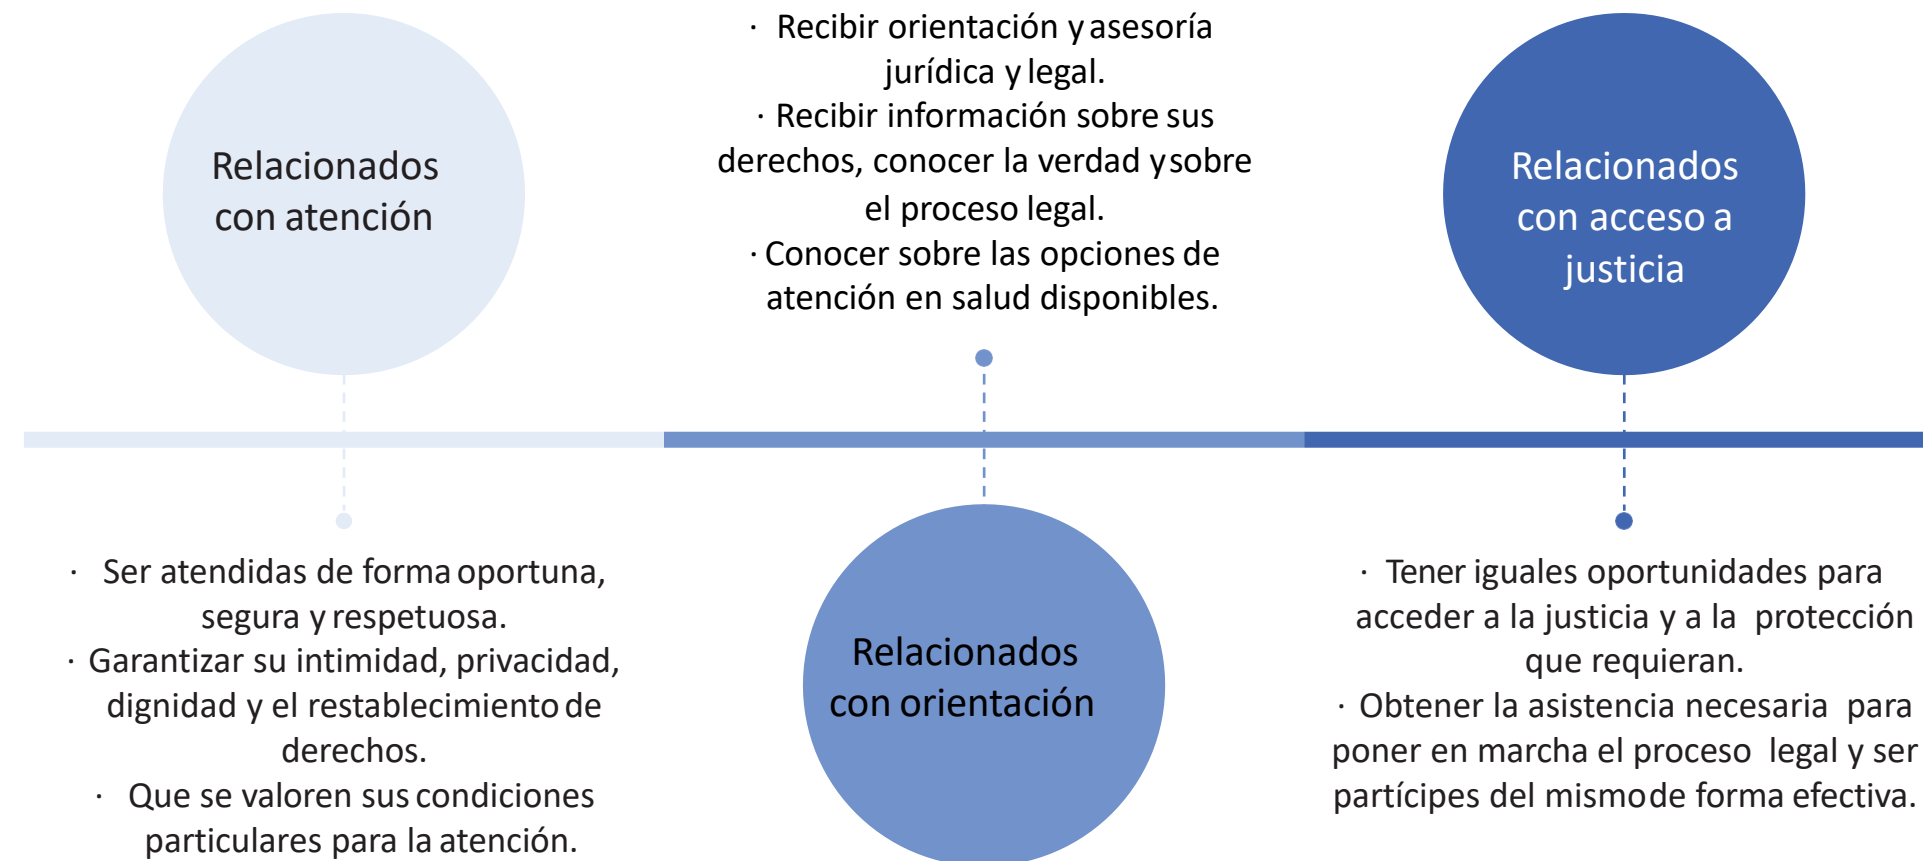 Relacionados
con atención
· Ser atendidas de forma oportuna,
segura y respetuosa.
· Garantizar su intimidad, privacidad,
dignidad y el restablecimiento de
derechos.
· Que se valoren sus condiciones
particulares para la atención.
· Recibir orientación y asesoría
jurídica y legal.
· Recibir información sobre sus
derechos, conocer la verdad y sobre
el proceso legal.
· Conocer sobre las opciones de
atención en salud disponibles.
Relacionados
con orientación
Relacionados
con acceso a
justicia
· Tener iguales oportunidades para
acceder a la justicia y a la protección
que requieran.
· Obtener la asistencia necesaria para
poner en marcha el proceso legal y ser
partícipes del mismo de forma efectiva.